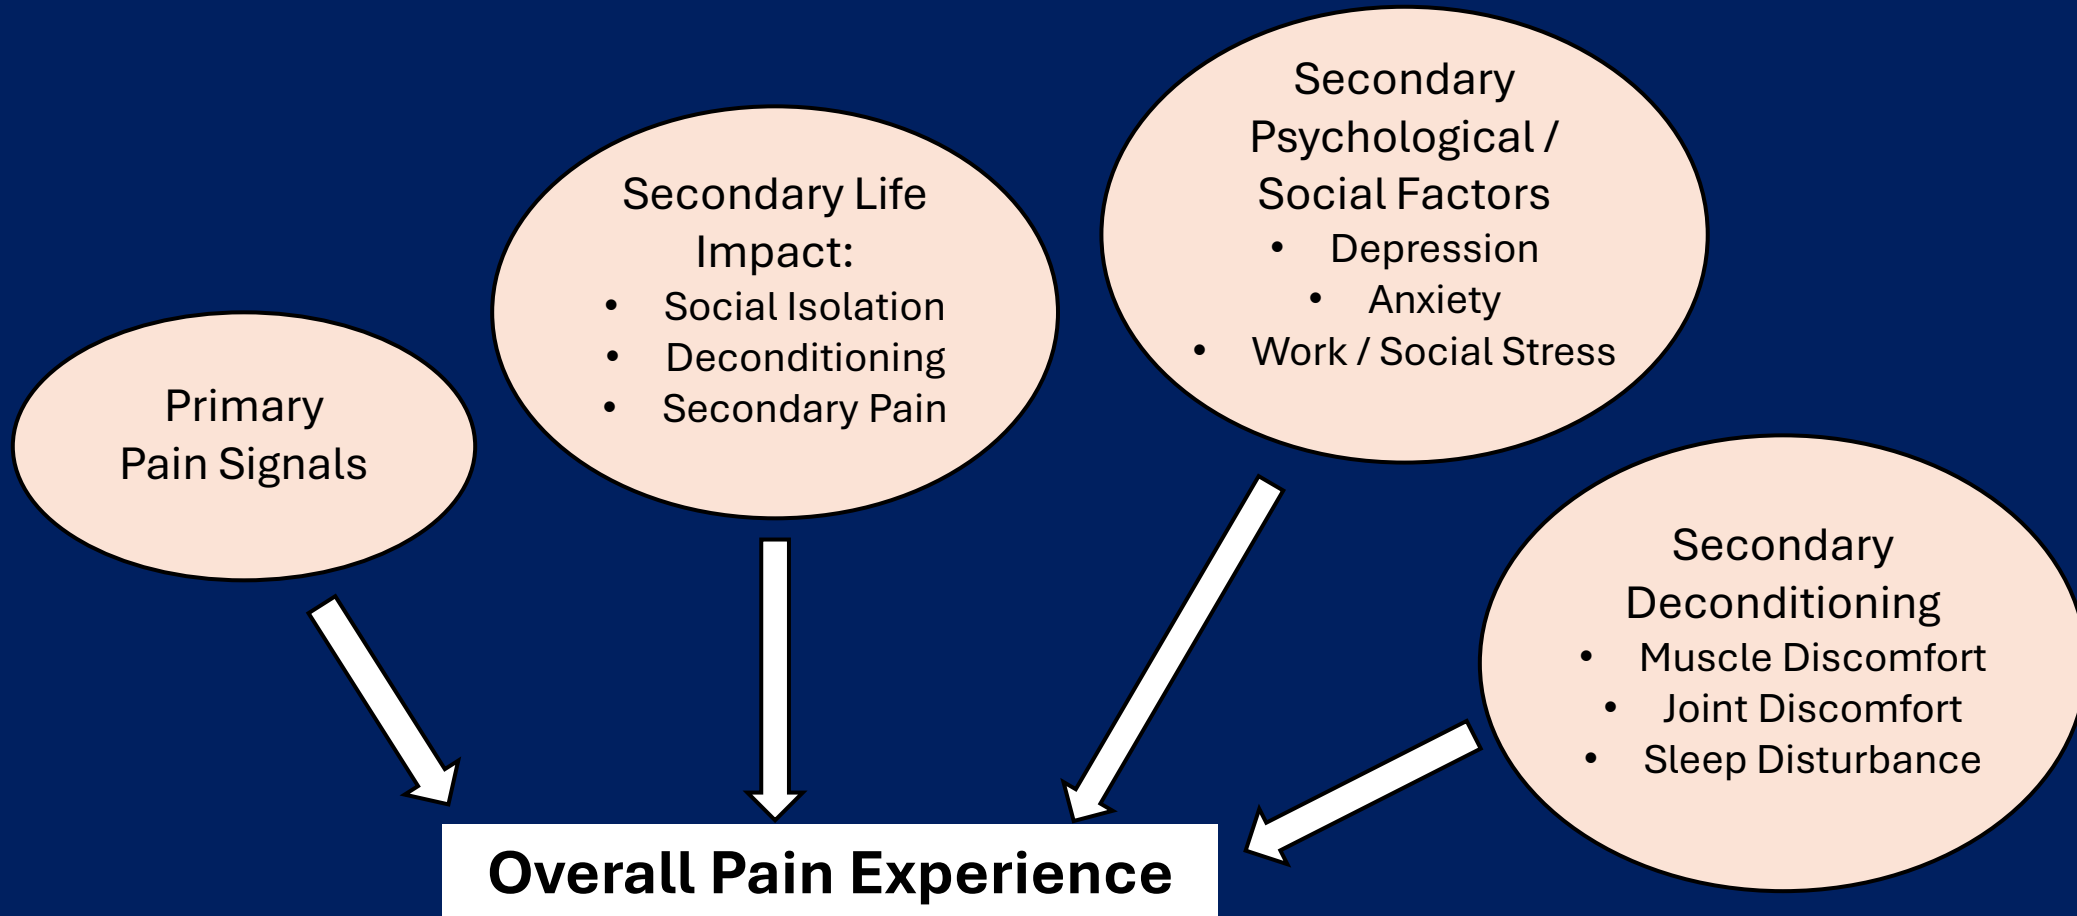 Primary
Pain Signals
Secondary Life
Impact:
• Social Isolation
• Deconditioning
• Secondary Pain
Secondary
Psychological /
Social Factors
• Depression
• Anxiety
• Work / Social Stress
Secondary
Deconditioning
• Muscle Discomfort
• Joint Discomfort
• Sleep Disturbance
Overall Pain Experience